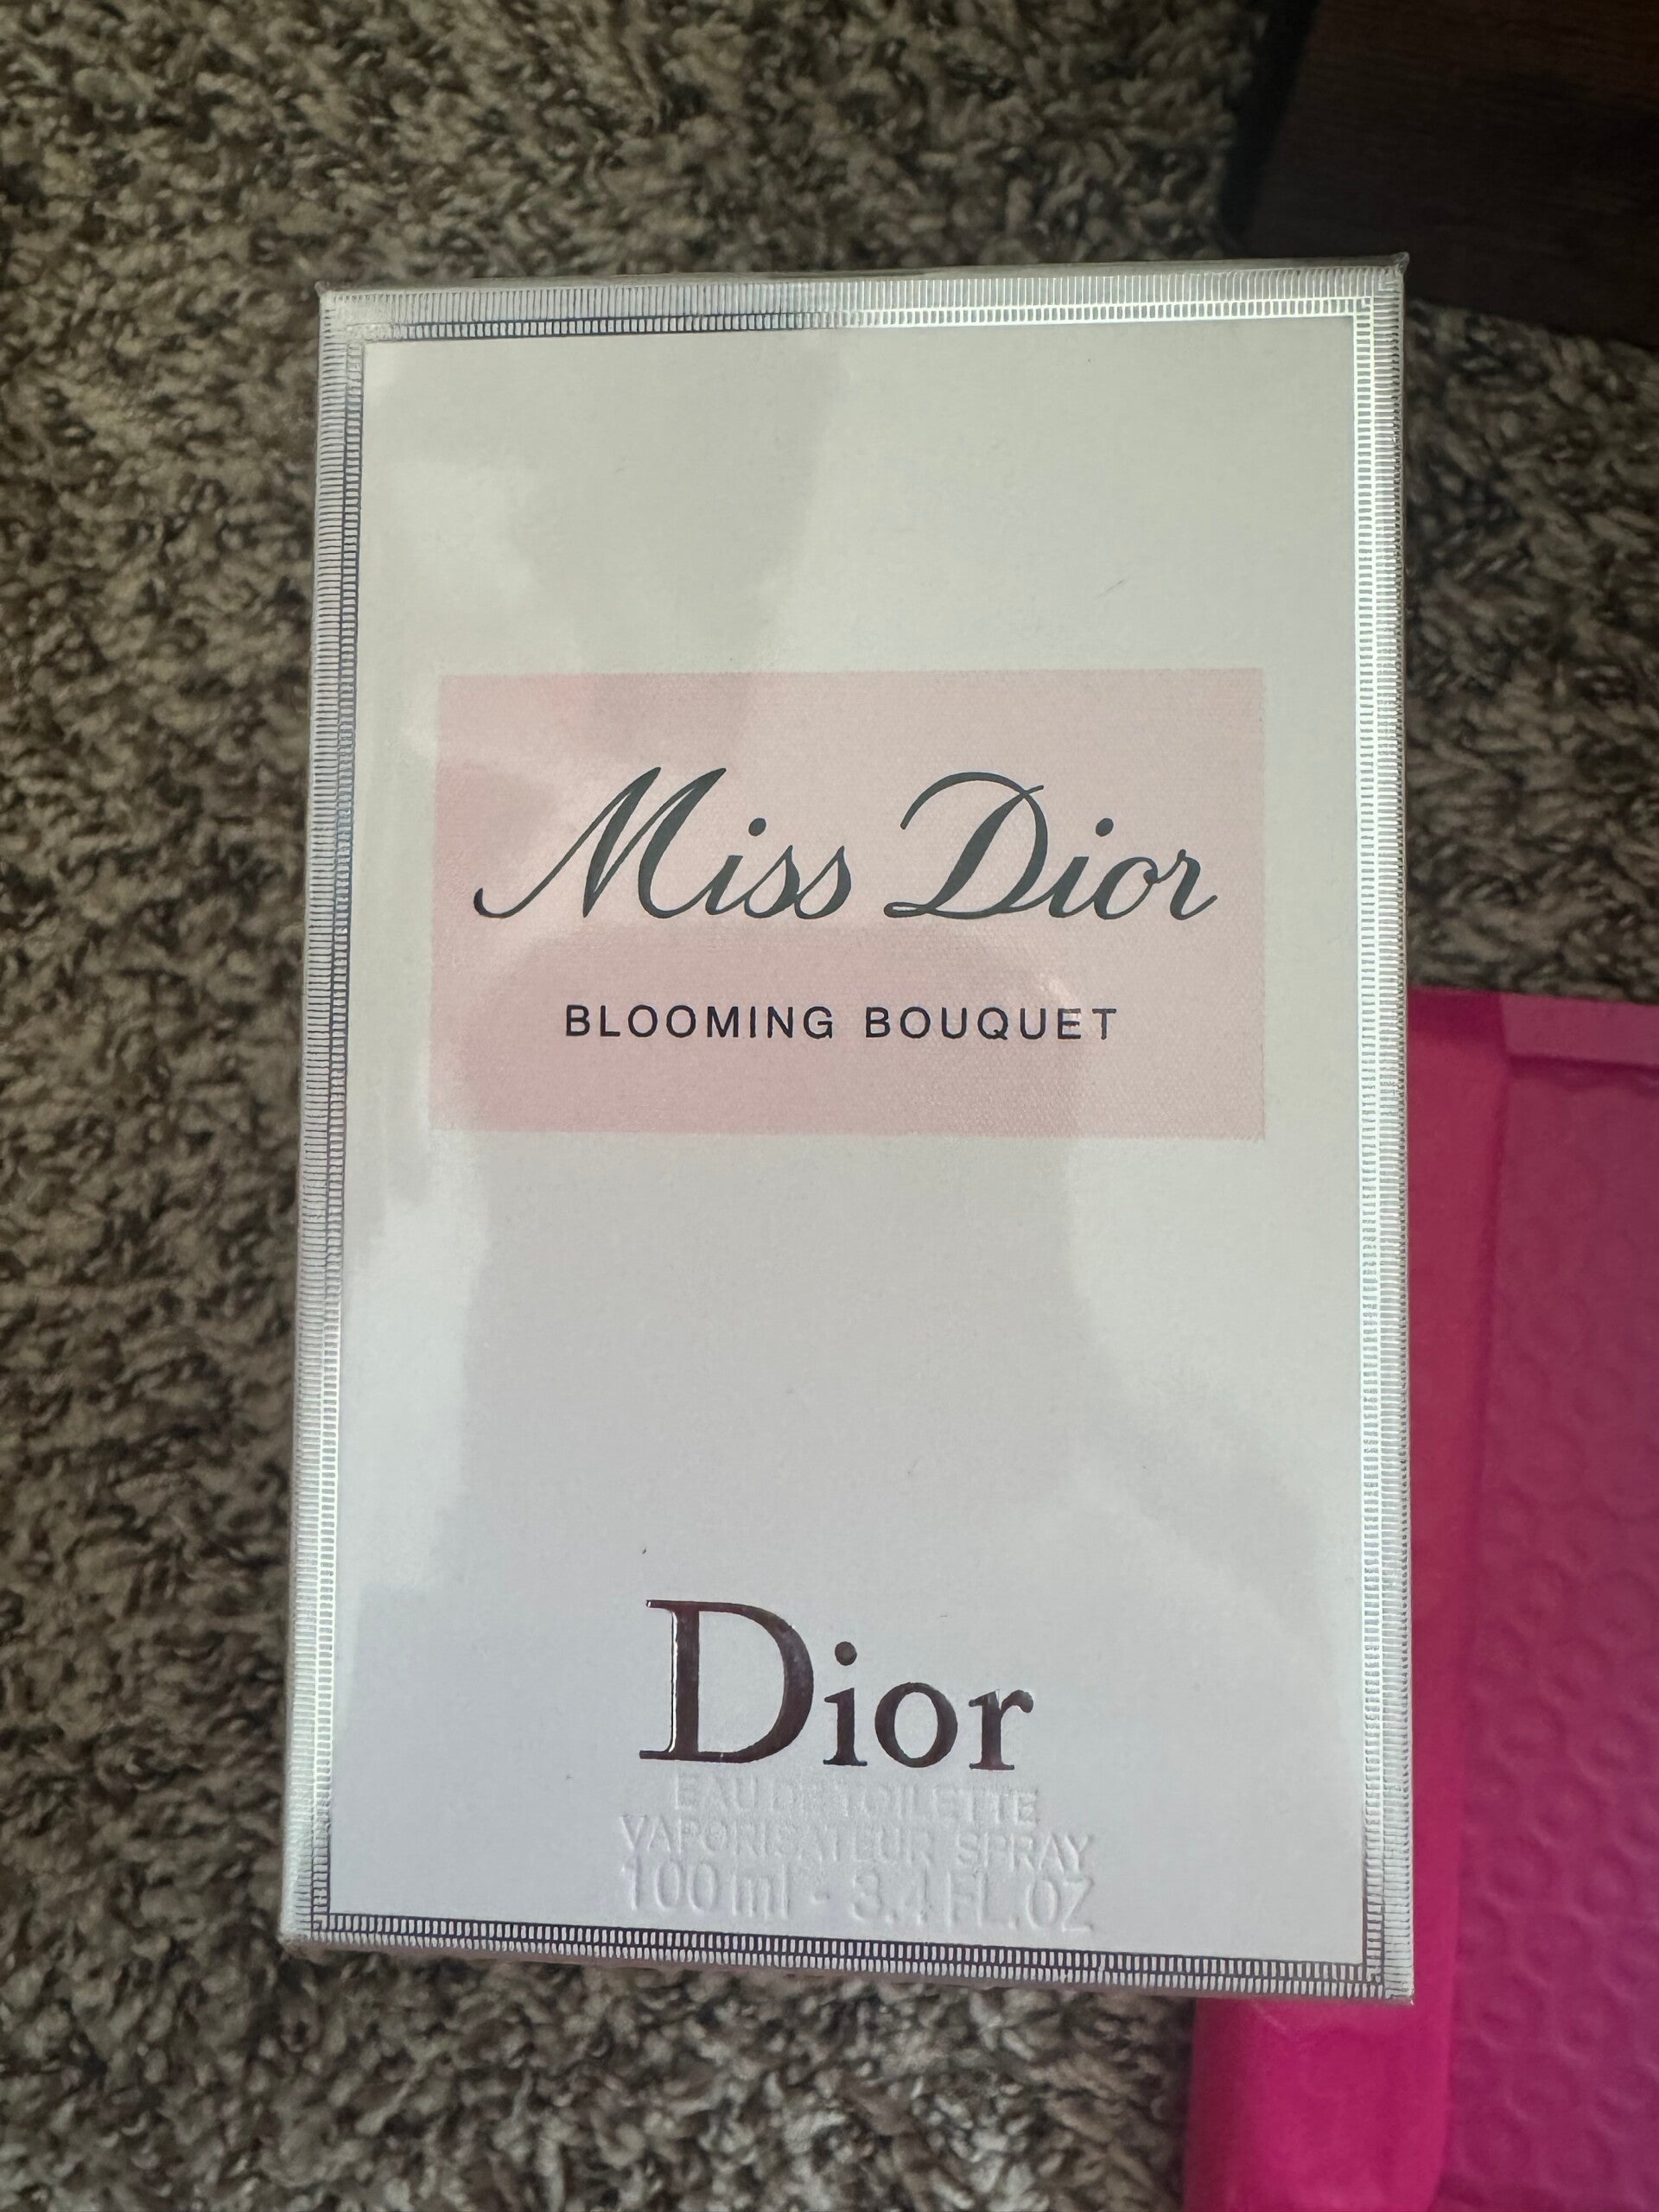 Miss Dior
BLOOMING BOUQUET
Dior
EAU DE TOILETTE
VAPORISATEUR SPRAY
100 ml - 3.4 FL.OZ